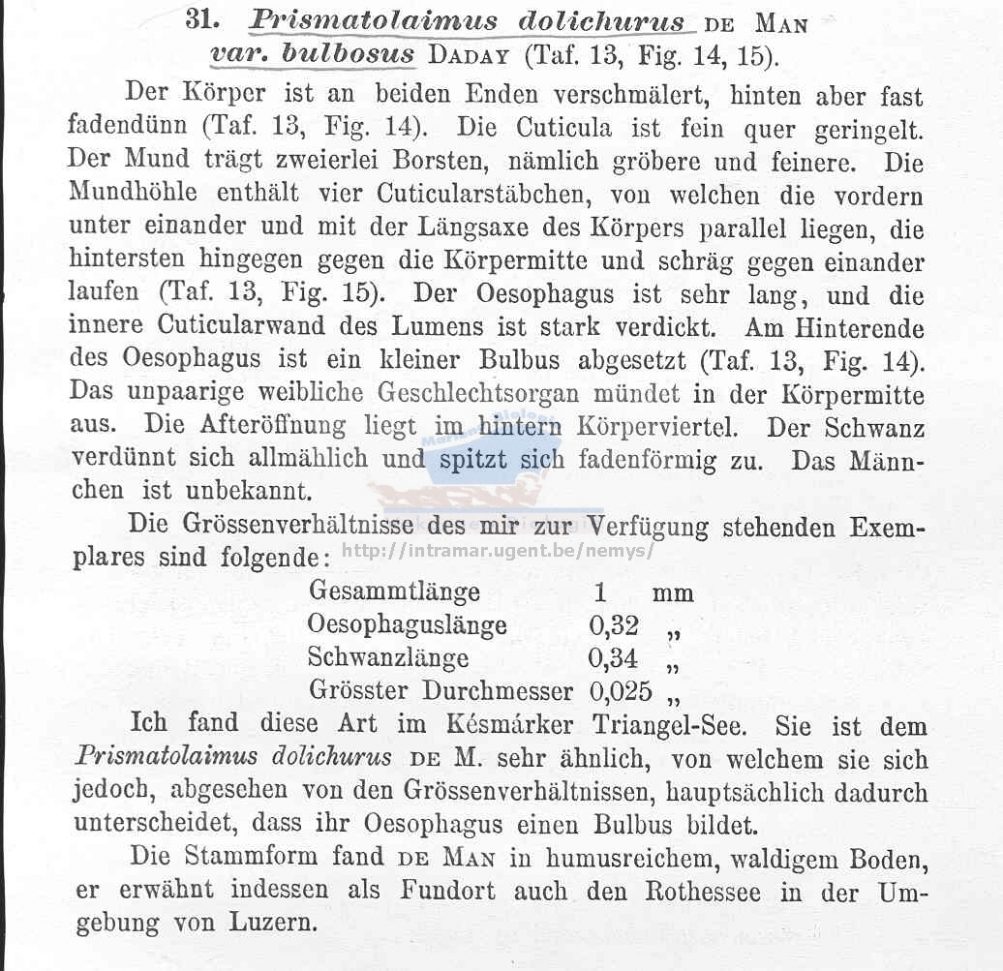 31. Prismatolaimus dolichurus DE MAN
var. bulbosus DADAY (Taf. 13, Fig. 14, 15).
Der Körper ist an beiden Enden verschmälert, hinten aber fast
fadendünn (Taf. 13, Fig. 14). Die Cuticula ist fein quer geringelt.
Der Mund trägt zweierlei Borsten, nämlich gröbere und feinere. Die
Mundhöhle enthält vier Cuticularstäbchen, von welchen die vordern
unter einander und mit der Längsaxe des Körpers parallel liegen, die
hintersten hingegen gegen die Körpermitte und schräg gegen einander
laufen (Taf. 13, Fig. 15). Der Oesophagus ist sehr lang, und die
innere Cuticularwand des Lumens ist stark verdickt. Am Hinterende
des Oesophagus ist ein kleiner Bulbus abgesetzt (Taf. 13, Fig. 14).
Das unpaarige weibliche Geschlechtsorgan mündet in der Körpermitte
aus. Die Afteröffnung liegt im hintern Körperviertel. Der Schwanz
verdünnt sich allmählich und spitzt sich fadenförmig zu. Das Männ-
chen ist unbekannt.
Die Grössenverhältnisse des mir zur Verfügung stehenden Exem-
plares sind folgende:
http://intramar.ugent.be/nemys/
Gesammtlänge 1 mm
Oesophaguslänge 0,32 „
Schwanzlänge 0,34 „
Grösster Durchmesser 0,025 „
Ich fand diese Art im Késmárker Triangel-See. Sie ist dem
Prismatolaimus dolichurus DE M. sehr ähnlich, von welchem sie sich
jedoch, abgesehen von den Grössenverhältnissen, hauptsächlich dadurch
unterscheidet, dass ihr Oesophagus einen Bulbus bildet.
Die Stammform fand DE MAN in humusreichem, waldigem Boden,
er erwähnt indessen als Fundort auch den Rothessee in der Um-
gebung von Luzern.